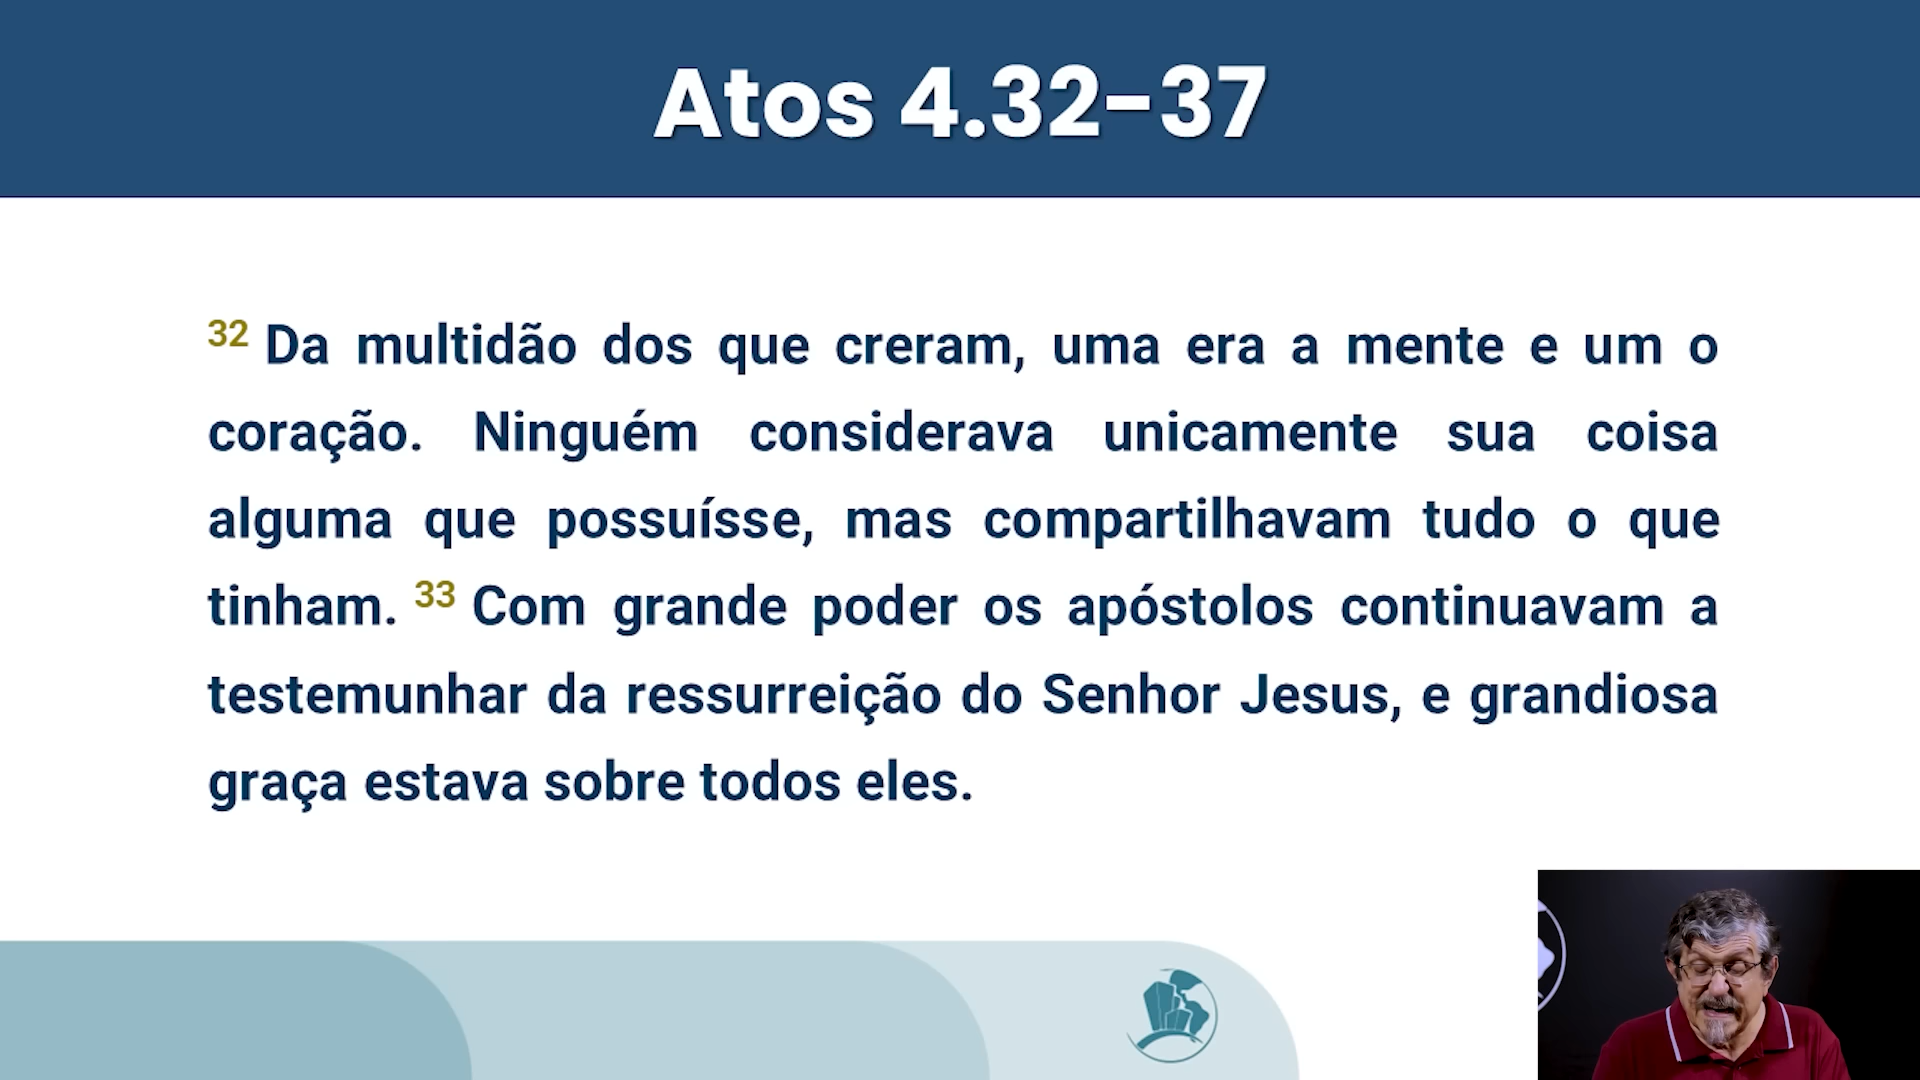 Atos 4.32-37
32 Da multidão dos que creram, uma era a mente e um o
coração. Ninguém considerava unicamente sua coisa
alguma que possuísse, mas compartilhavam tudo o que
tinham. 33 Com grande poder os apóstolos continuavam a
testemunhar da ressurreição do Senhor Jesus, e grandiosa
graça estava sobre todos eles.